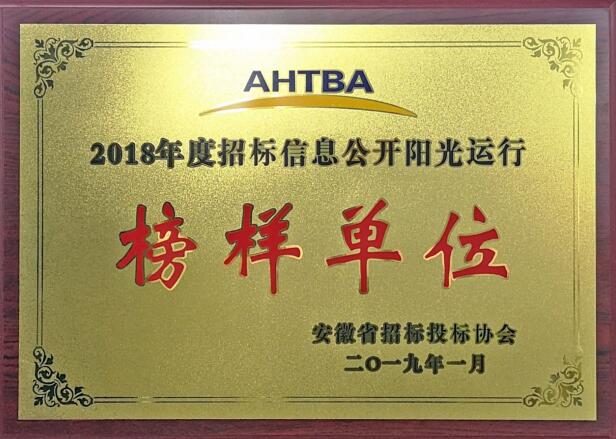 AHTBA
2018年度招标信息公开阳光运行
榜样单位
安徽省招标投标协会
二〇一九年一月